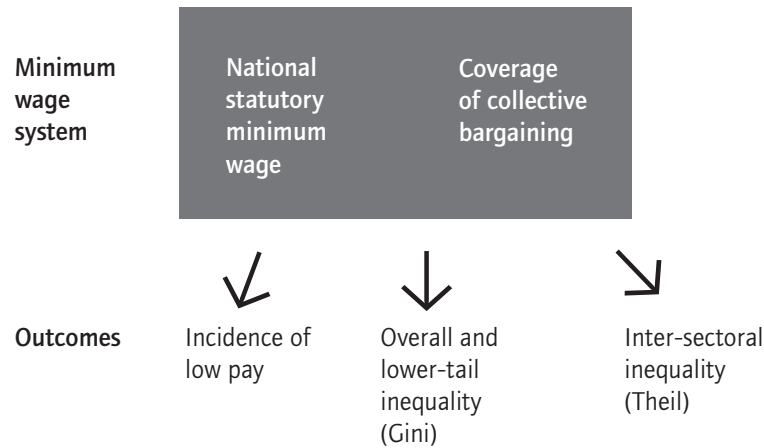 Minimum
wage
system
National
statutory
minimum
wage
Coverage
of collective
bargaining
Outcomes
Incidence of
low pay
Overall and
lower-tail
inequality
(Gini)
Inter-sectoral
inequality
(Theil)